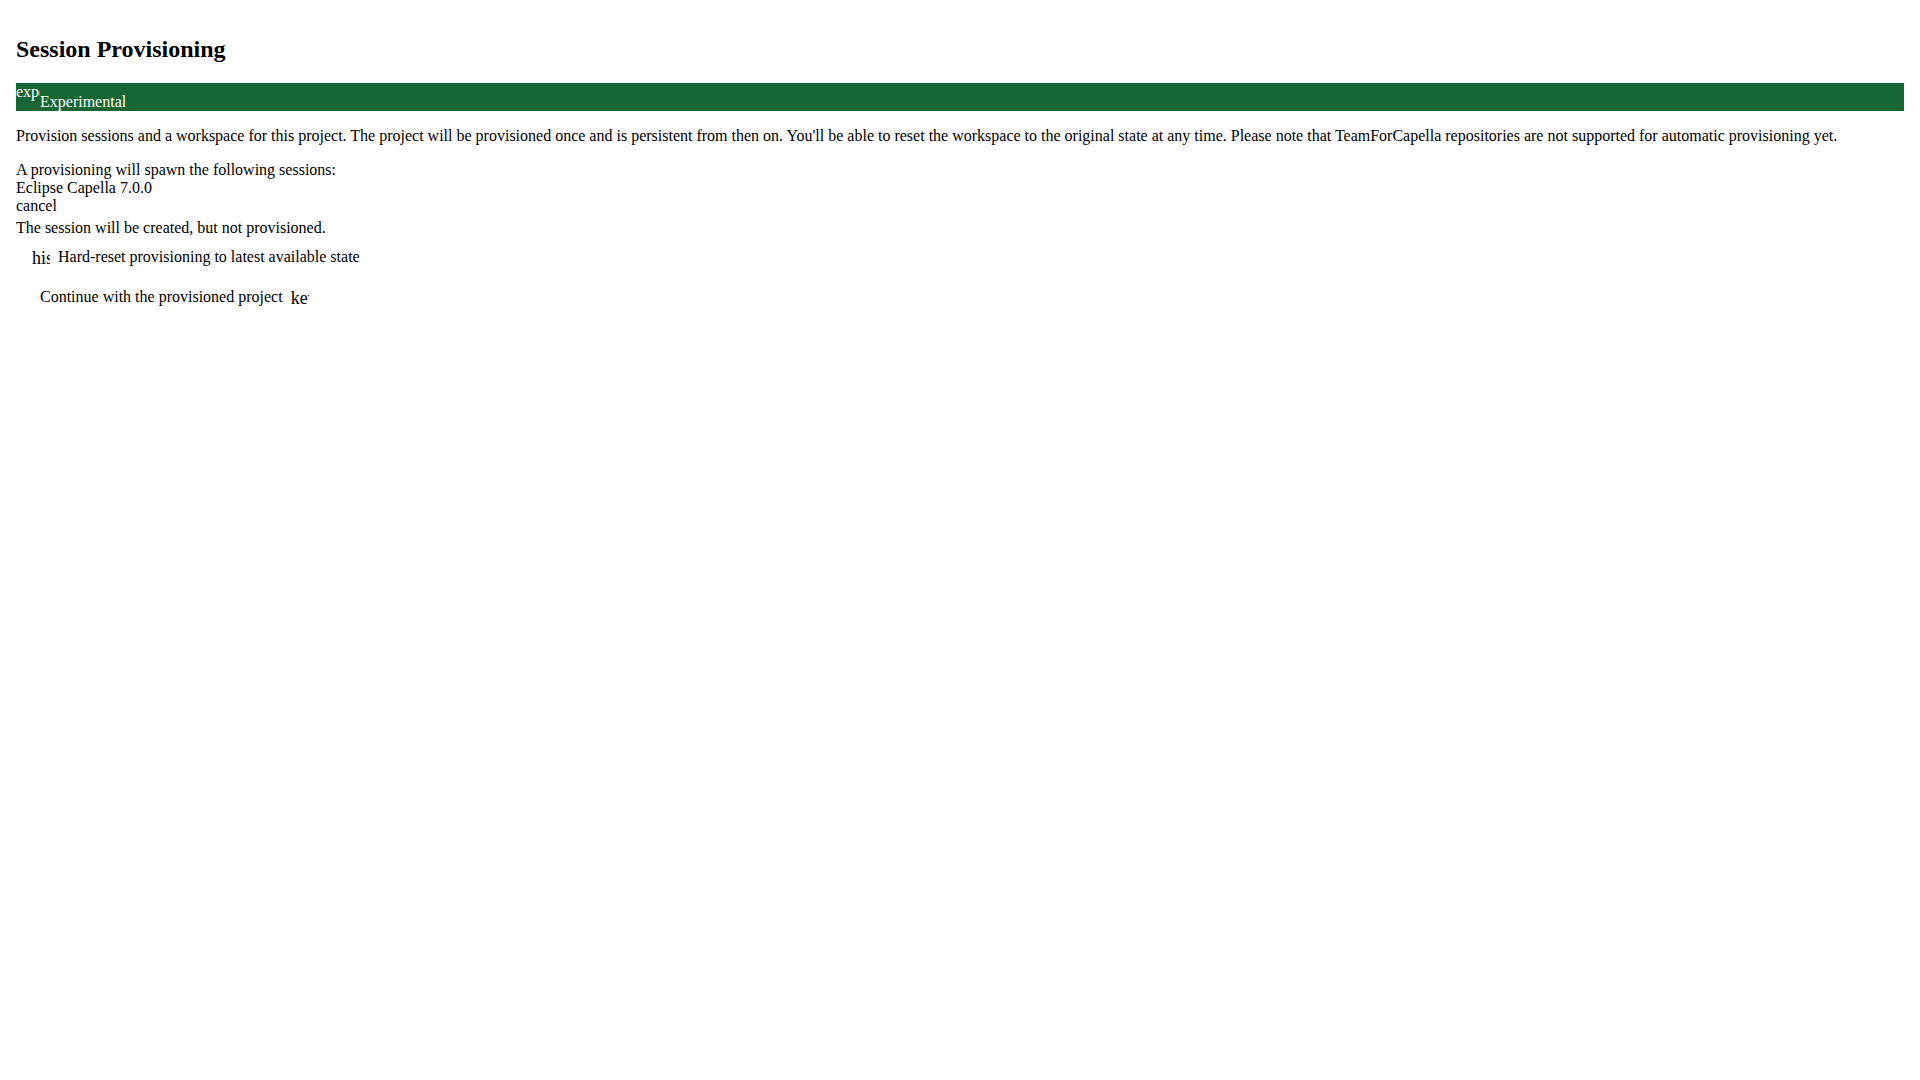 Session Provisioning
exp
Experimental
Provision sessions and a workspace for this project. The project will be provisioned once and is persistent from then on. You'll be able to reset the workspace to the original state at any time. Please note that TeamForCapella repositories are not supported for automatic provisioning yet.
A provisioning will spawn the following sessions:
Eclipse Capella 7.0.0
cancel
The session will be created, but not provisioned.
his Hard-reset provisioning to latest available state
Continue with the provisioned project ke